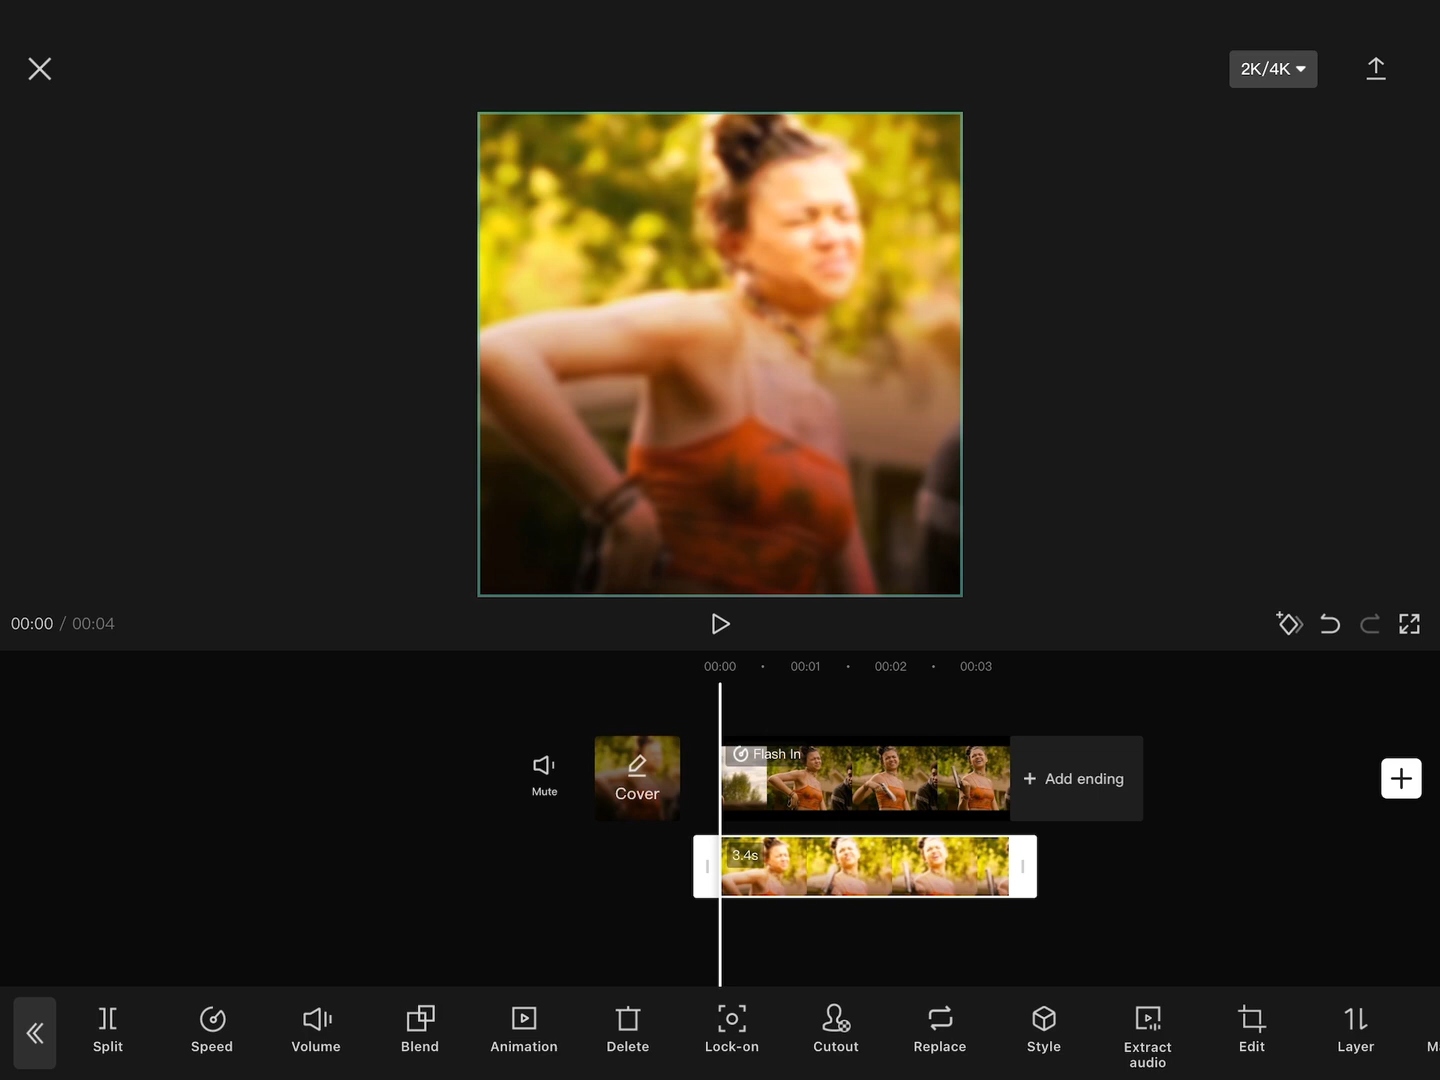 2K/4K
00:00 / 00:04
00:00 00:01 00:02 00:03
Mute
Cover
Flash In
+ Add ending
3.4s
Split
Speed
Volume
Blend
Animation
Delete
Lock-on
Cutout
Replace
Style
Extract
audio
Edit
Layer